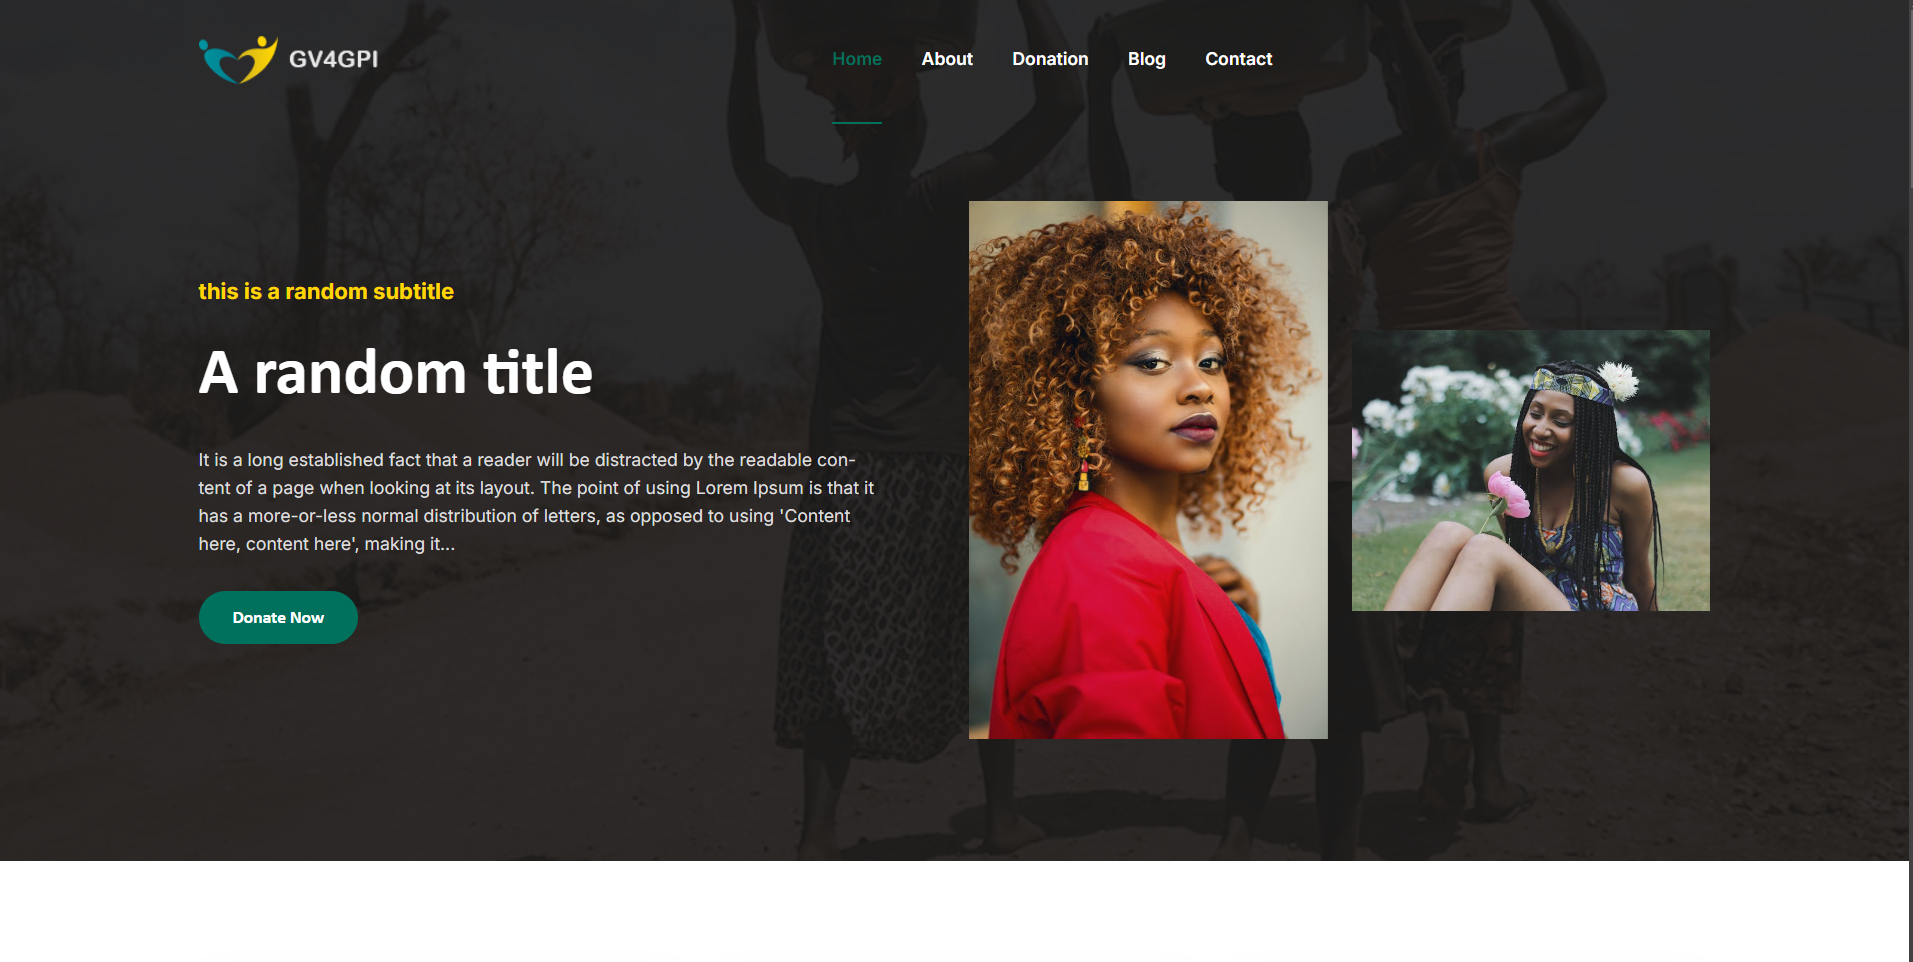 GV4GPI
Home About Donation Blog Contact
this is a random subtitle
A random title
It is a long established fact that a reader will be distracted by the readable con-
tent of a page when looking at its layout. The point of using Lorem Ipsum is that it
has a more-or-less normal distribution of letters, as opposed to using 'Content
here, content here', making it...
Donate Now